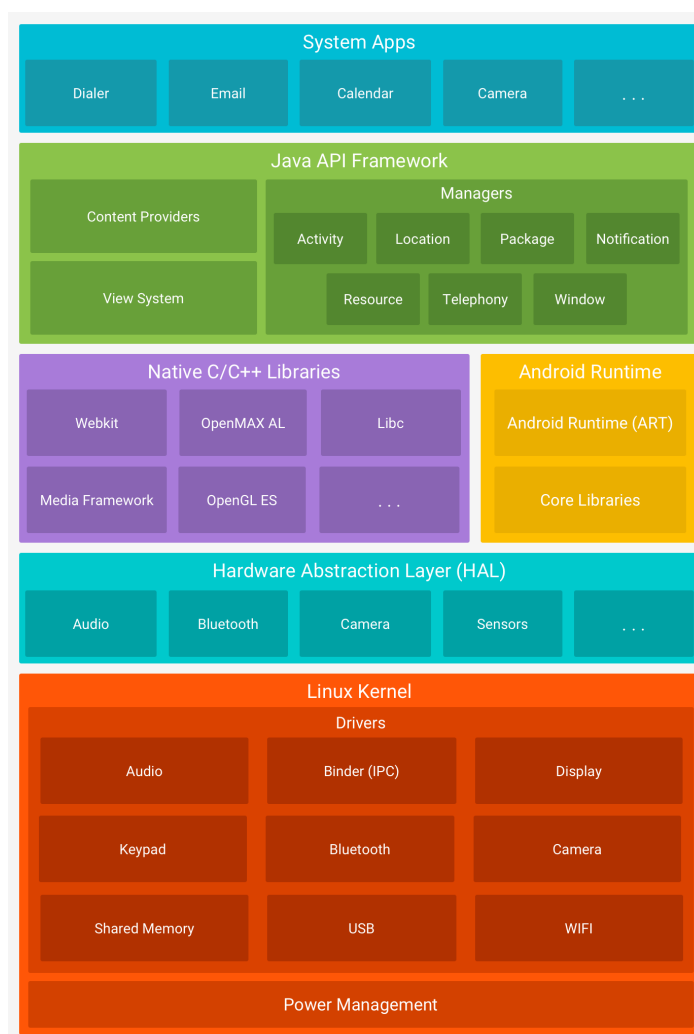 System Apps
Dialer
Email
Calendar
Camera
. . .
Java API Framework
Content Providers
View System
Managers
Activity
Location
Package
Notification
Resource
Telephony
Window
Native C/C++ Libraries
Webkit
OpenMAX AL
Libc
Media Framework
OpenGL ES
. . .
Android Runtime
Android Runtime (ART)
Core Libraries
Hardware Abstraction Layer (HAL)
Audio
Bluetooth
Camera
Sensors
. . .
Linux Kernel
Drivers
Audio
Binder (IPC)
Display
Keypad
Bluetooth
Camera
Shared Memory
USB
WIFI
Power Management